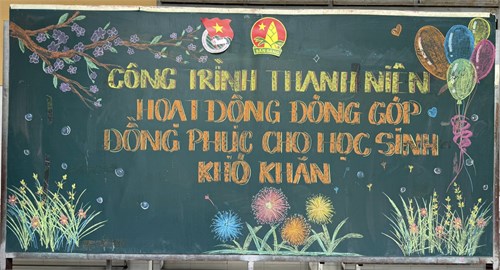 CÔNG TRÌNH THANH NIÊN
HOẠT ĐỘNG ĐÓNG GÓP
ĐỒNG PHỤC CHO HỌC SINH
KHÓ KHĂN